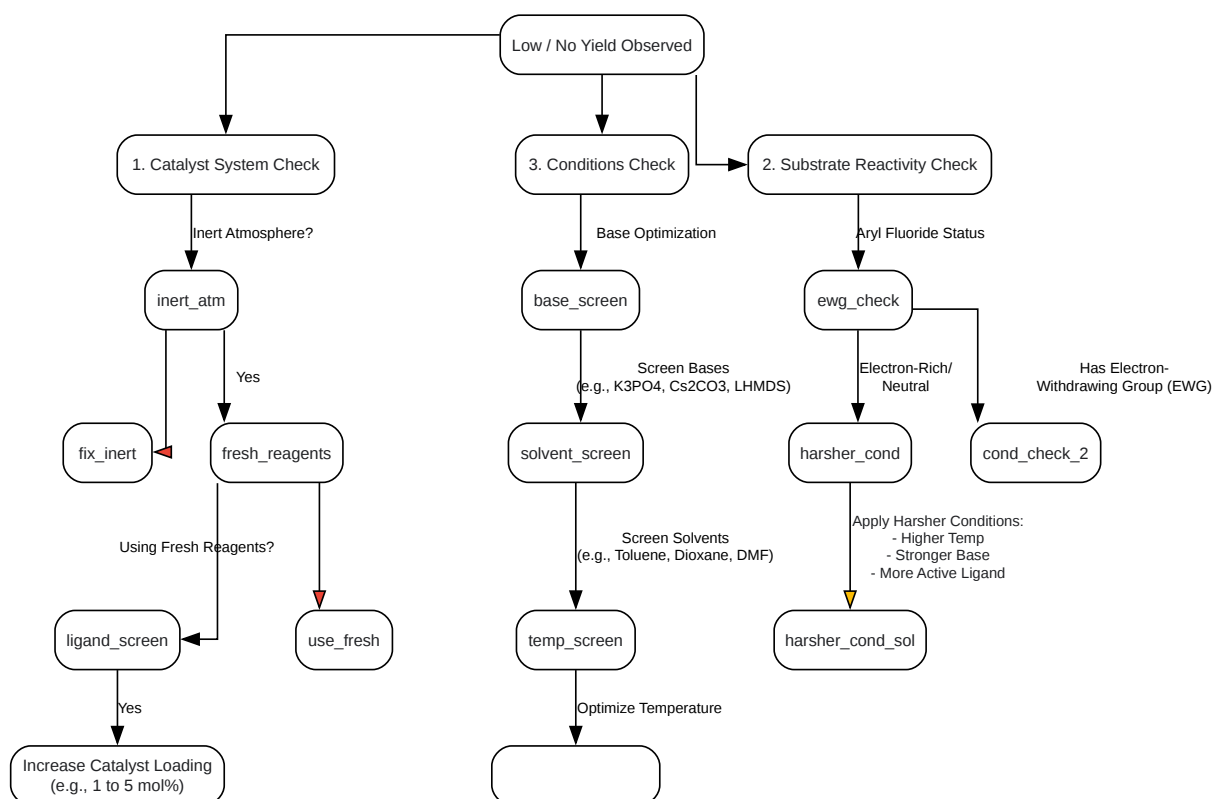 Low / No Yield Observed
1. Catalyst System Check
3. Conditions Check
2. Substrate Reactivity Check
Inert Atmosphere?
Base Optimization
Aryl Fluoride Status
inert_atm
base_screen
ewg_check
Yes
Screen Bases
(e.g., K3PO4, Cs2CO3, LHMDS)
Electron-Rich/
Neutral
Has Electron-
Withdrawing Group (EWG)
fix_inert
fresh_reagents
solvent_screen
harsher_cond
cond_check_2
Using Fresh Reagents?
Screen Solvents
(e.g., Toluene, Dioxane, DMF)
Apply Harsher Conditions:
- Higher Temp
- Stronger Base
- More Active Ligand
ligand_screen
use_fresh
temp_screen
harsher_cond_sol
Yes
Optimize Temperature
Increase Catalyst Loading
(e.g., 1 to 5 mol%)